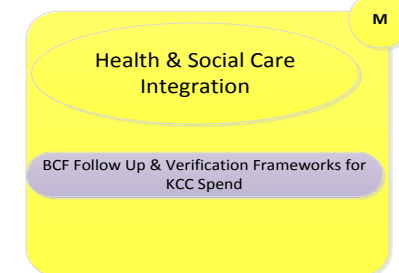 M
Health & Social Care
Integration
BCF Follow Up & Verification Frameworks for
KCC Spend